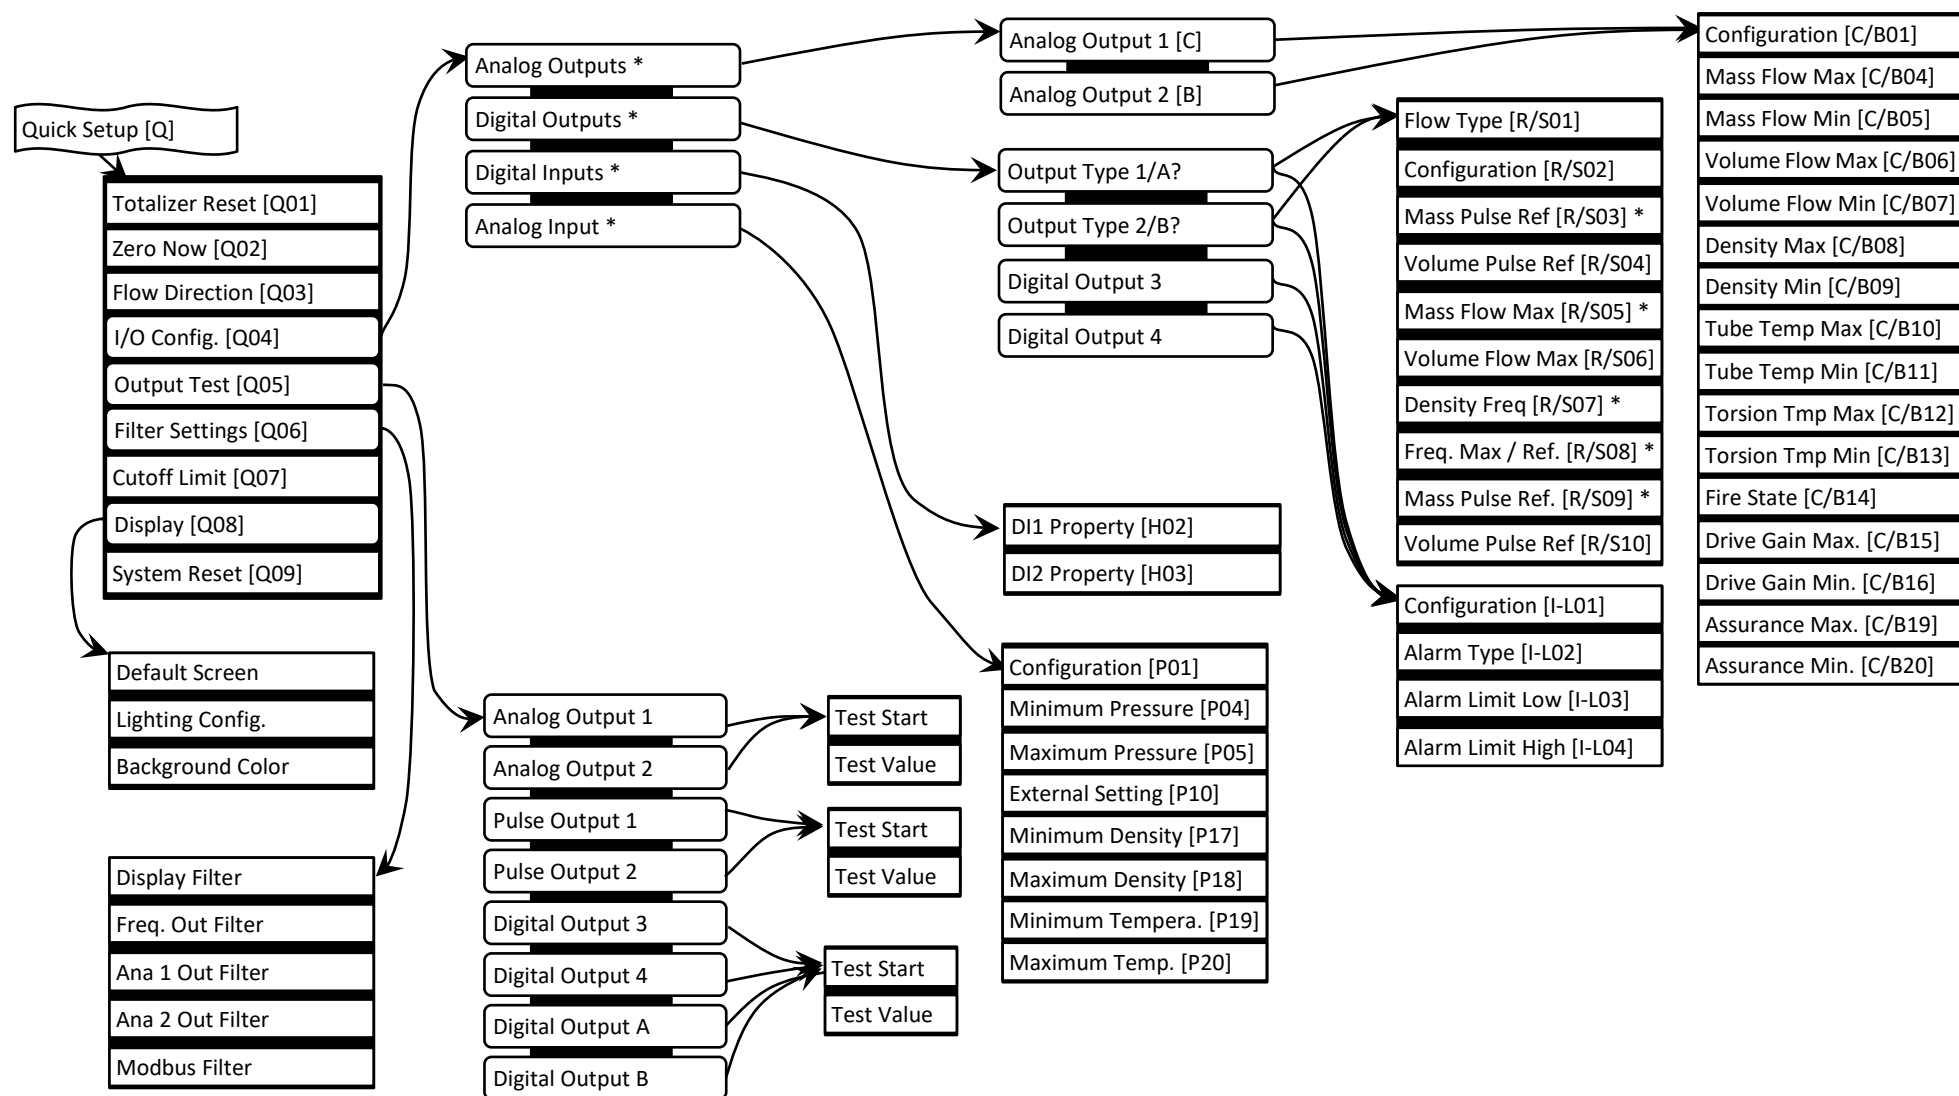 Quick Setup [Q]
Totalizer Reset [Q01]
Zero Now [Q02]
Flow Direction [Q03]
I/O Config. [Q04]
Output Test [Q05]
Filter Settings [Q06]
Cutoff Limit [Q07]
Display [Q08]
System Reset [Q09]
Default Screen
Lighting Config.
Background Color
Display Filter
Freq. Out Filter
Ana 1 Out Filter
Ana 2 Out Filter
Modbus Filter
Analog Outputs *
Digital Outputs *
Digital Inputs *
Analog Input *
Analog Output 1
Analog Output 2
Pulse Output 1
Pulse Output 2
Digital Output 3
Digital Output 4
Digital Output A
Digital Output B
Test Start
Test Value
Test Start
Test Value
Test Start
Test Value
Analog Output 1 [C]
Analog Output 2 [B]
Output Type 1/A?
Output Type 2/B?
Digital Output 3
Digital Output 4
DI1 Property [H02]
DI2 Property [H03]
Configuration [P01]
Minimum Pressure [P04]
Maximum Pressure [P05]
External Setting [P10]
Minimum Density [P17]
Maximum Density [P18]
Minimum Tempera. [P19]
Maximum Temp. [P20]
Flow Type [R/S01]
Configuration [R/S02]
Mass Pulse Ref [R/S03] *
Volume Pulse Ref [R/S04]
Mass Flow Max [R/S05] *
Volume Flow Max [R/S06]
Density Freq [R/S07] *
Freq. Max / Ref. [R/S08] *
Mass Pulse Ref. [R/S09] *
Volume Pulse Ref [R/S10]
Configuration [I-L01]
Alarm Type [I-L02]
Alarm Limit Low [I-L03]
Alarm Limit High [I-L04]
Configuration [C/B01]
Mass Flow Max [C/B04]
Mass Flow Min [C/B05]
Volume Flow Max [C/B06]
Volume Flow Min [C/B07]
Density Max [C/B08]
Density Min [C/B09]
Tube Temp Max [C/B10]
Tube Temp Min [C/B11]
Torsion Tmp Max [C/B12]
Torsion Tmp Min [C/B13]
Fire State [C/B14]
Drive Gain Max. [C/B15]
Drive Gain Min. [C/B16]
Assurance Max. [C/B19]
Assurance Min. [C/B20]